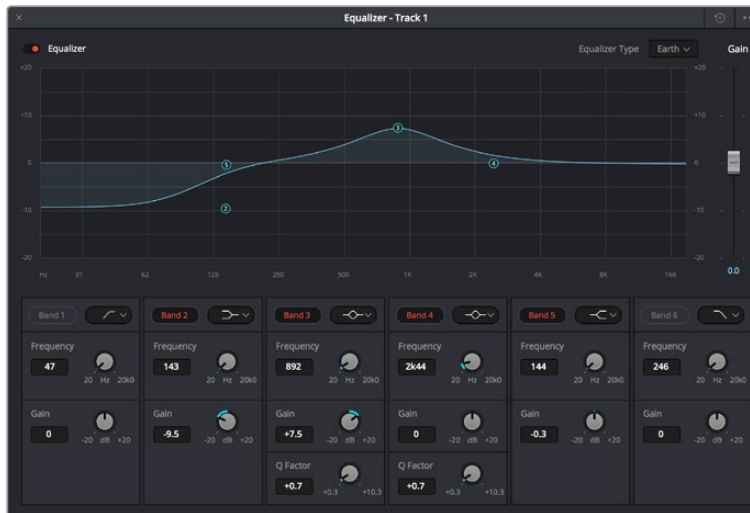 Equalizer - Track 1
Equalizer
Equalizer Type Earth
Gain
+20 +20
+10 +10
0 0
-10 -10
-20 -20
5 2 3 4
Hz 31 62 125 250 500 1K 2K 4K 8K 16K
0.0
Band 1 Band 2 Band 3 Band 4 Band 5 Band 6
Frequency Frequency Frequency Frequency Frequency Frequency
47 143 892 2k44 144 246
20 Hz 20k0 20 Hz 20k0 20 Hz 20k0 20 Hz 20k0 20 Hz 20k0 20 Hz 20k0
Gain Gain Gain Gain Gain Gain
0 -9.5 +7.5 0 -0.3 0
-20 dB +20 -20 dB +20 -20 dB +20 -20 dB +20 -20 dB +20 -20 dB +20
Q Factor Q Factor
+0.7 +0.7
+0.3 +10.3 +0.3 +10.3